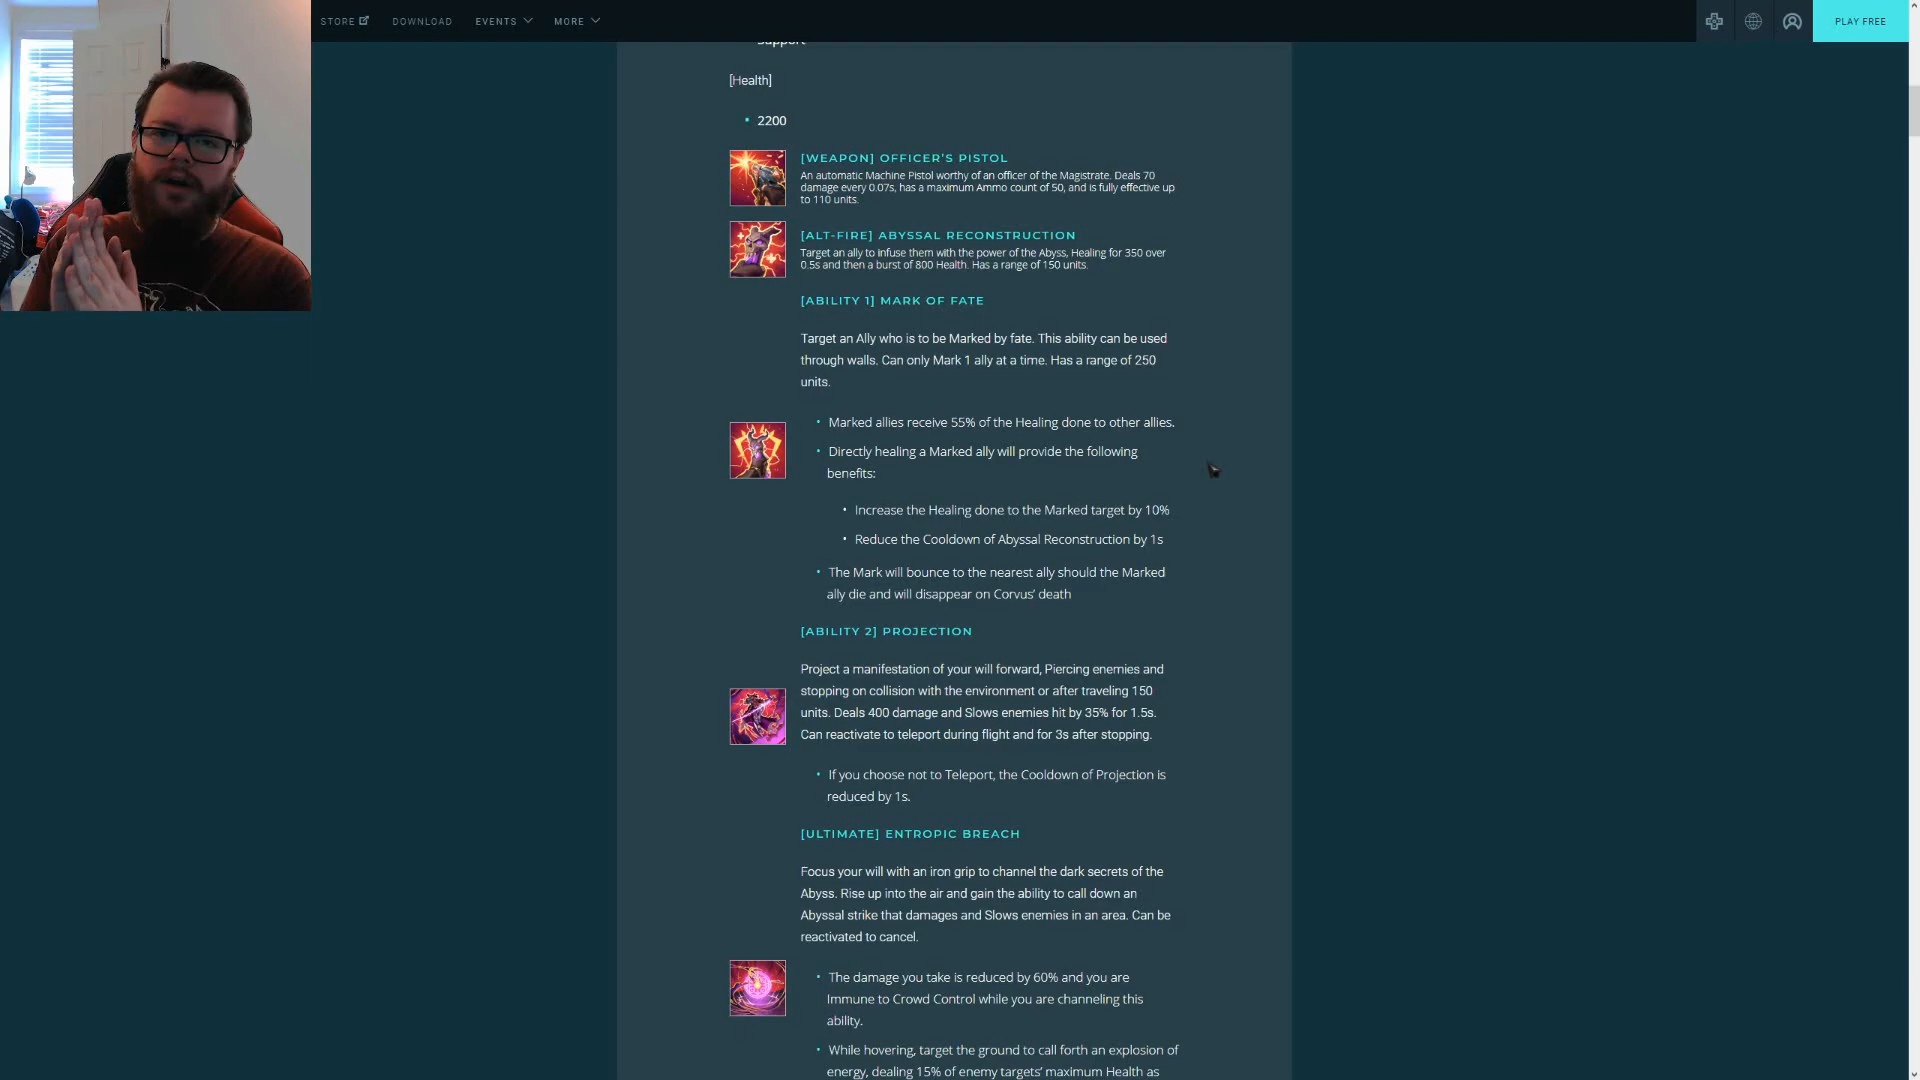 STORE DOWNLOAD EVENTS MORE PLAY FREE
Support
[Health]
• 2200
[WEAPON] OFFICER'S PISTOL
An automatic Machine Pistol worthy of an officer of the Magistrate. Deals 70
damage every 0.07s, has a maximum Ammo count of 50, and is fully effective up
to 110 units.
[ALT-FIRE] ABYSSAL RECONSTRUCTION
Target an ally to infuse them with the power of the Abyss, Healing for 350 over
0.5s and then a burst of 800 Health. Has a range of 150 units.
[ABILITY 1] MARK OF FATE
Target an Ally who is to be Marked by fate. This ability can be used
through walls. Can only Mark 1 ally at a time. Has a range of 250
units.
• Marked allies receive 55% of the Healing done to other allies.
• Directly healing a Marked ally will provide the following
benefits:
• Increase the Healing done to the Marked target by 10%
• Reduce the Cooldown of Abyssal Reconstruction by 1s
• The Mark will bounce to the nearest ally should the Marked
ally die and will disappear on Corvus' death
[ABILITY 2] PROJECTION
Project a manifestation of your will forward, Piercing enemies and
stopping on collision with the environment or after traveling 150
units. Deals 400 damage and Slows enemies hit by 35% for 1.5s.
Can reactivate to teleport during flight and for 3s after stopping.
• If you choose not to Teleport, the Cooldown of Projection is
reduced by 1s.
[ULTIMATE] ENTROPIC BREACH
Focus your will with an iron grip to channel the dark secrets of the
Abyss. Rise up into the air and gain the ability to call down an
Abyssal strike that damages and Slows enemies in an area. Can be
reactivated to cancel.
• The damage you take is reduced by 60% and you are
Immune to Crowd Control while you are channeling this
ability.
• While hovering, target the ground to call forth an explosion of
energy, dealing 15% of enemy targets' maximum Health as